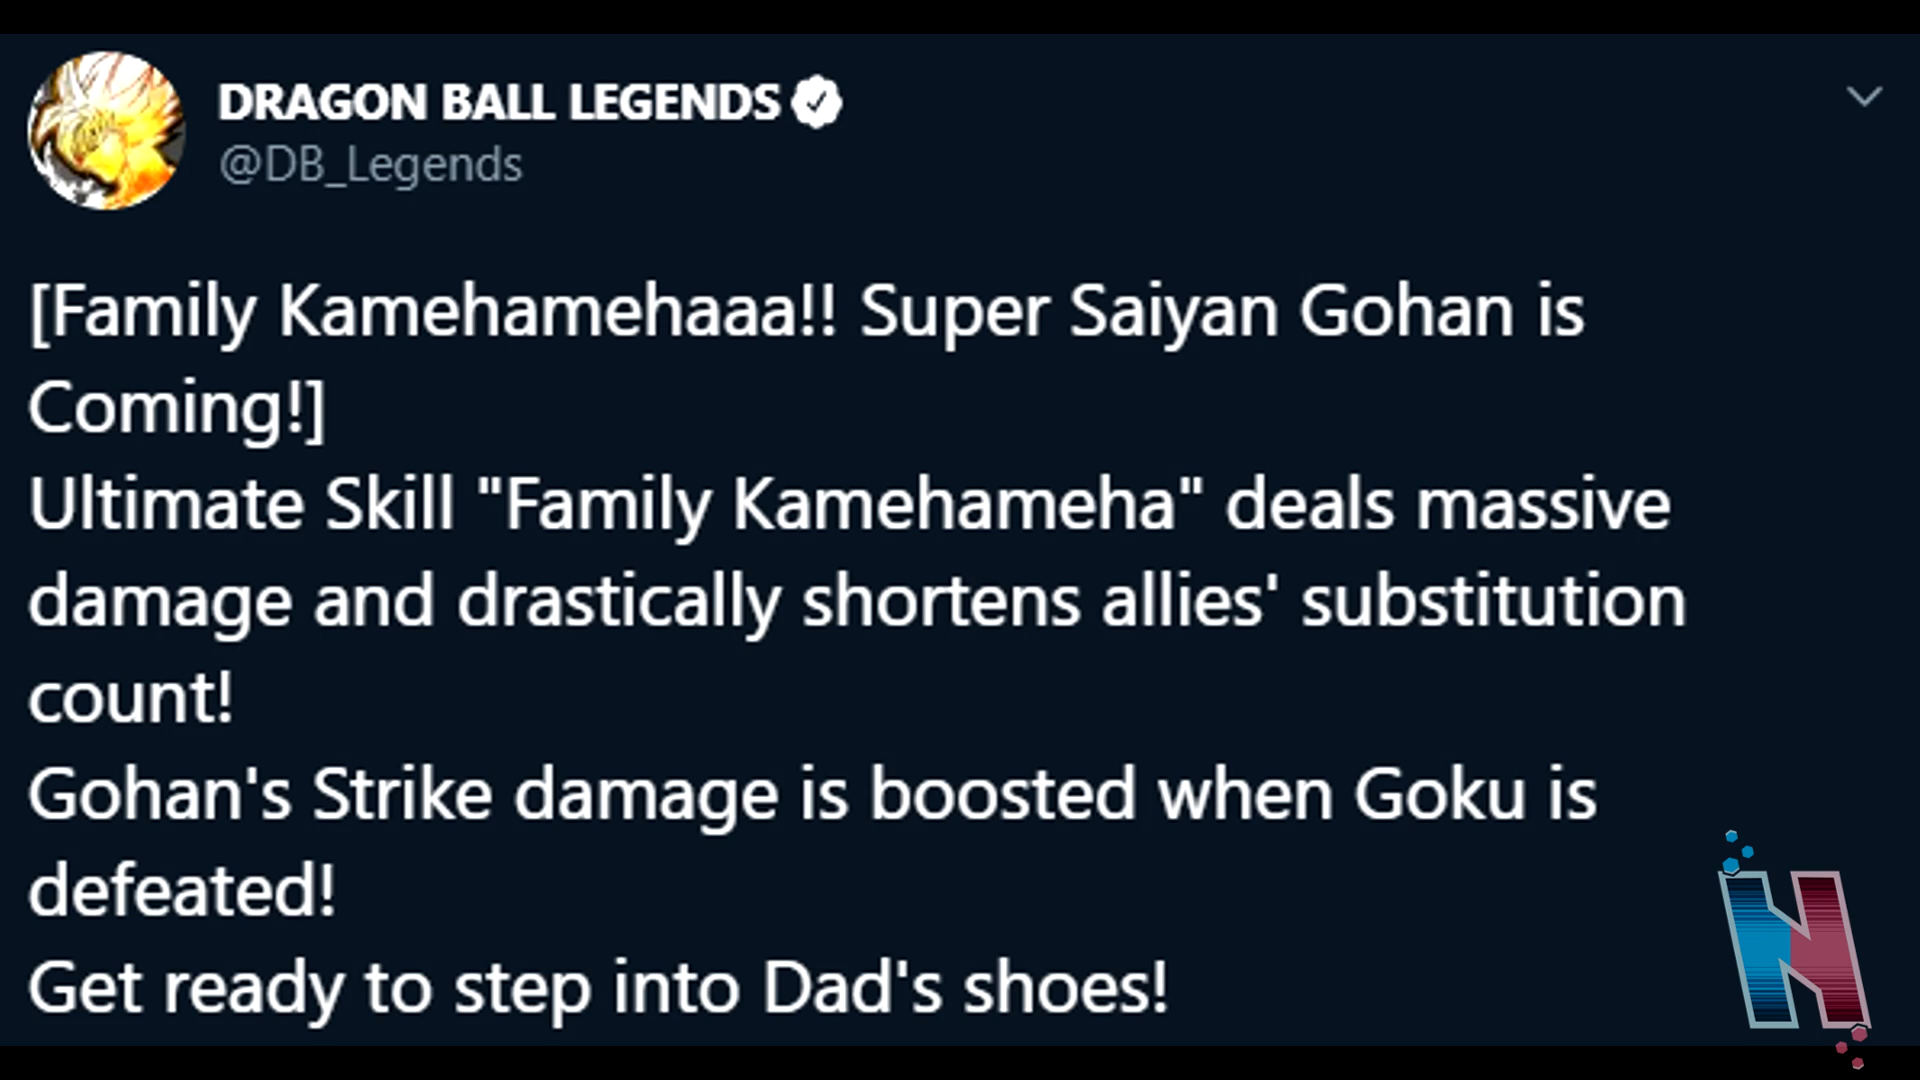 DRAGON BALL LEGENDS
@DB_Legends
[Family Kamehamehaaa!! Super Saiyan Gohan is
Coming!]
Ultimate Skill "Family Kamehameha" deals massive
damage and drastically shortens allies' substitution
count!
Gohan's Strike damage is boosted when Goku is
defeated!
Get ready to step into Dad's shoes!
N